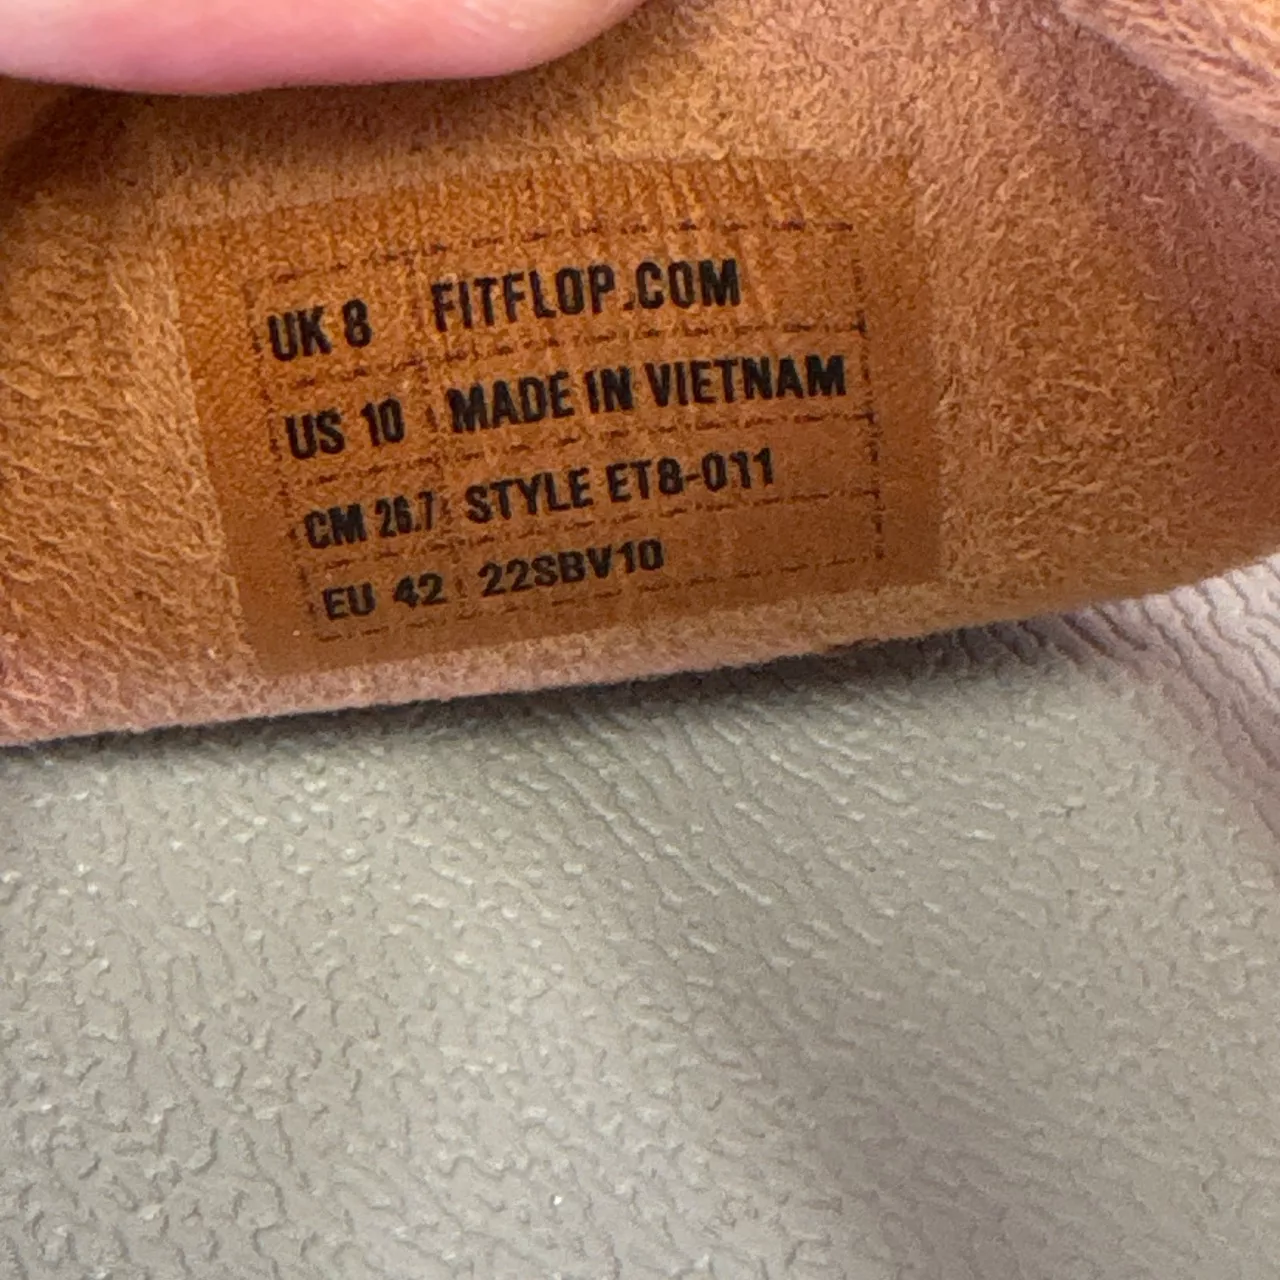 UK 8 FITFLOP.COM
US 10 MADE IN VIETNAM
CM 26.7 STYLE ET8-011
EU 42 22SBV10